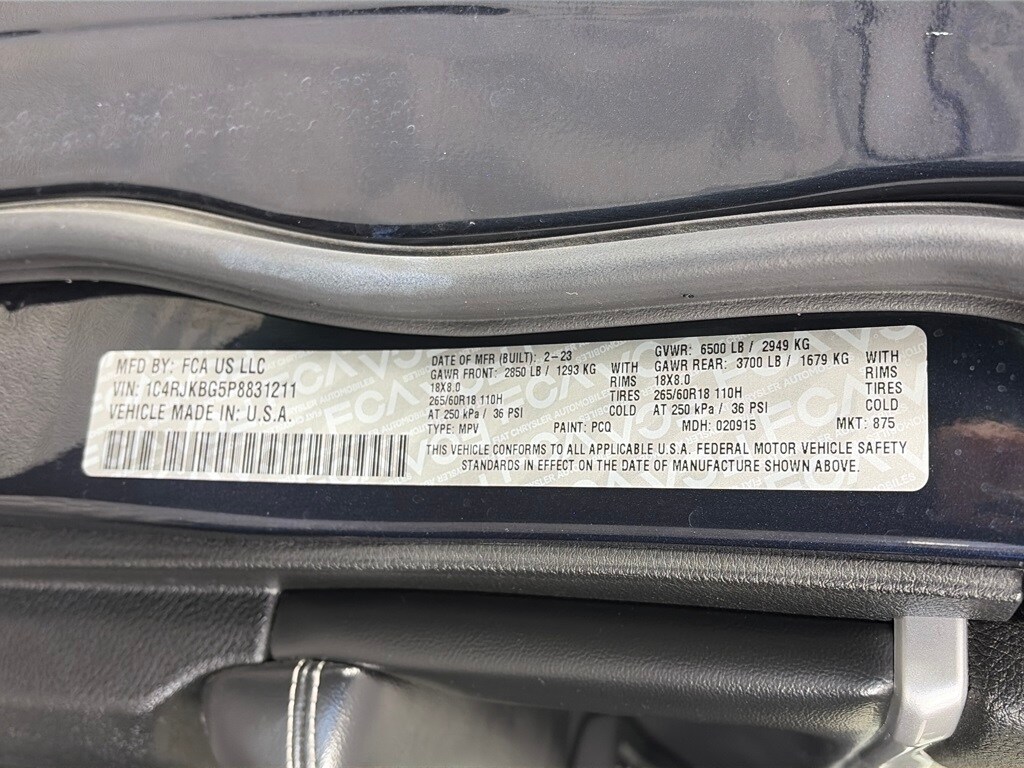 MFD BY: FCA US LLC
VIN: 1C4RJKBG5P8831211
VEHICLE MADE IN: U.S.A.
DATE OF MFR (BUILT): 2-23 GVWR: 6500 LB / 2949 KG
GAWR FRONT: 2850 LB / 1293 KG WITH GAWR REAR: 3700 LB / 1679 KG WITH
18X8.0 RIMS 18X8.0 RIMS
265/60R18 110H TIRES 265/60R18 110H TIRES
AT 250 kPa / 36 PSI COLD AT 250 kPa / 36 PSI COLD
TYPE: MPV PAINT: PCQ MDH: 020915 MKT: 875
THIS VEHICLE CONFORMS TO ALL APPLICABLE U.S.A. FEDERAL MOTOR VEHICLE SAFETY
STANDARDS IN EFFECT ON THE DATE OF MANUFACTURE SHOWN ABOVE.